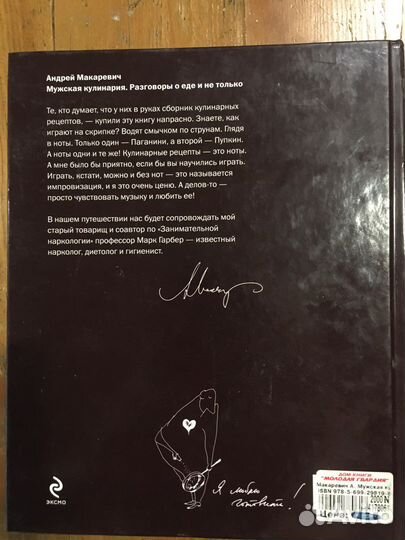 Андрей Макаревич
Мужская кулинария. Разговоры о еде и не только
Те, кто думает, что у них в руках сборник кулинарных
рецептов, — купили эту книгу напрасно. Знаете, как
играют на скрипке? Водят смычком по струнам. Глядя
в ноты. Только один — Паганини, а второй — Пупкин.
А ноты одни и те же! Кулинарные рецепты — это ноты.
А мне было бы приятно, если бы вы научились играть.
Играть, кстати, можно и без нот — это называется
импровизация, и я это очень ценю. А делов-то —
просто чувствовать музыку и любить ее!
В нашем путешествии нас будет сопровождать мой
старый товарищ и соавтор по «Занимательной
наркологии» профессор Марк Гарбер — известный
нарколог, диетолог и гигиенист.
Я люблю
готовить!
ЭКСМО
ДОМ КНИГИ
"МОЛОДАЯ ГВАРДИЯ"
Макаревич А. Мужская ку
ISBN 978-5-699-29819-8
2000
Цена:
Avito